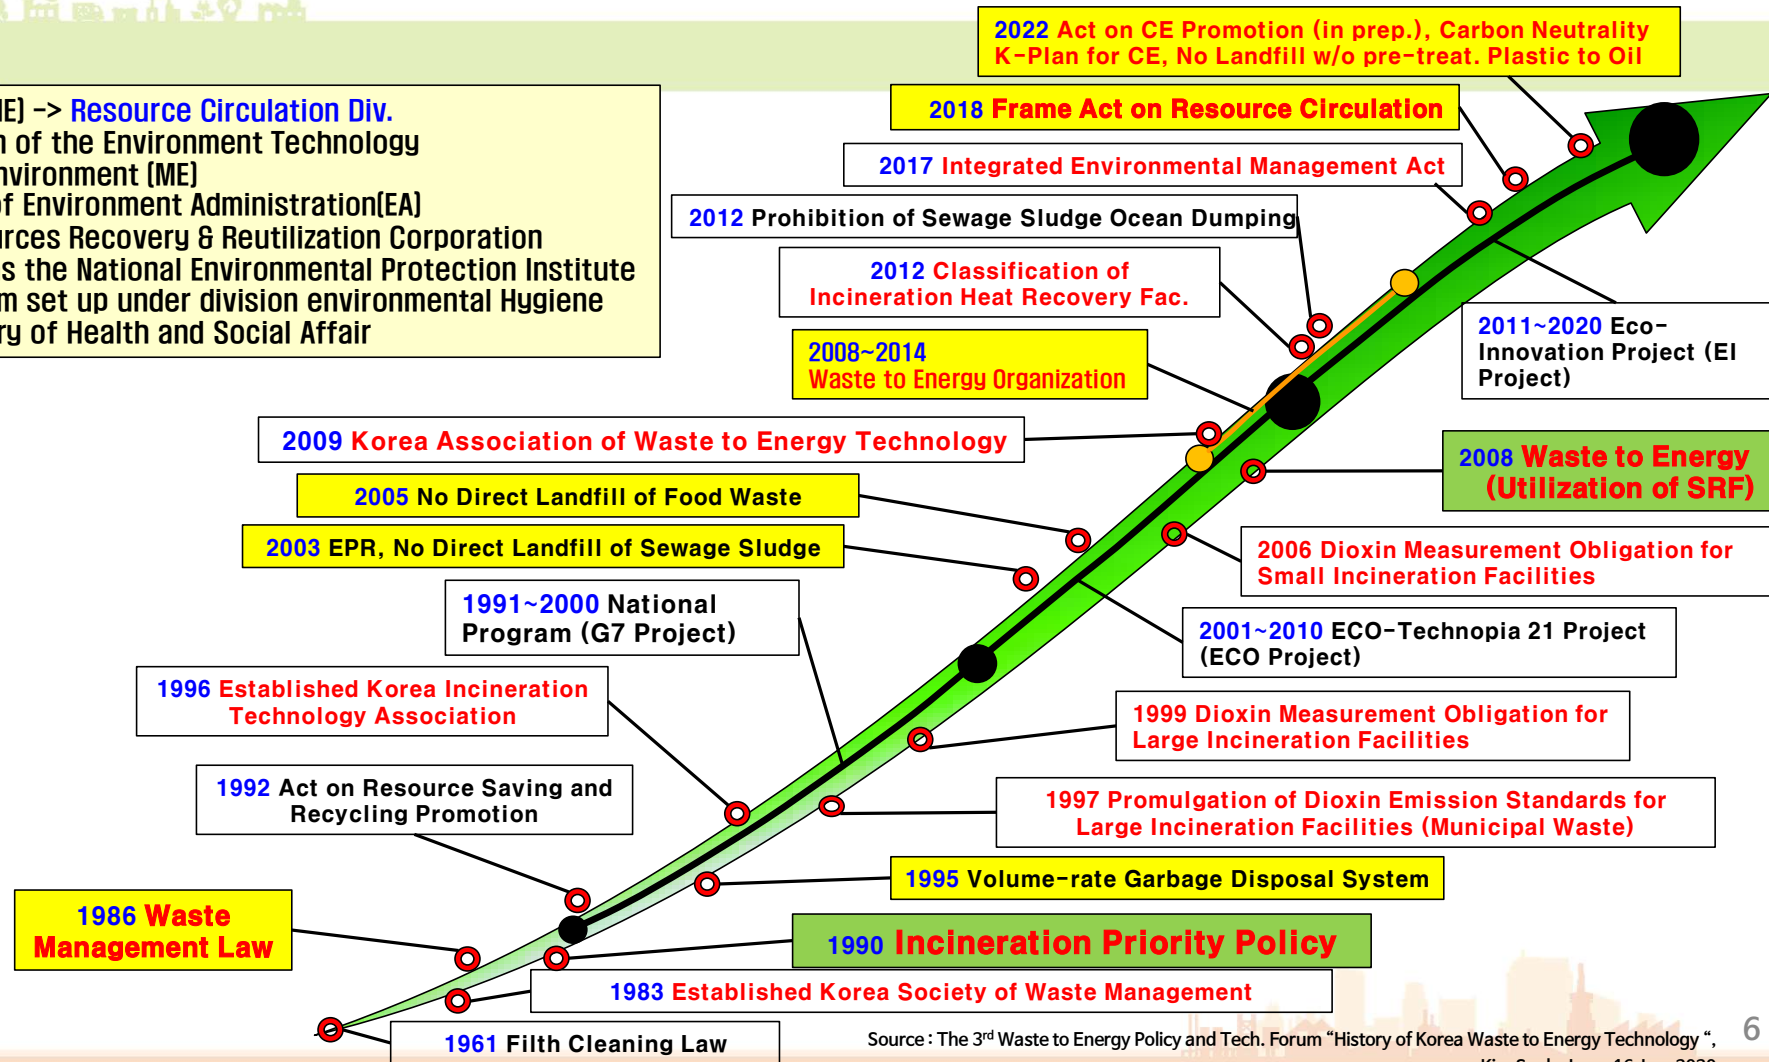 2022 Act on CE Promotion (in prep.), Carbon Neutrality
K-Plan for CE, No Landfill w/o pre-treat. Plastic to Oil
-> Resource Circulation Div.
of the Environment Technology
(ME)
of Environment Administration(EA)
Recovery & Reutilization Corporation
the National Environmental Protection Institute
set up under division environmental Hygiene
of Health and Social Affair
2018 Frame Act on Resource Circulation
2017 Integrated Environmental Management Act
2012 Prohibition of Sewage Sludge Ocean Dumping
2012 Classification of
Incineration Heat Recovery Fac.
2011~2020 Eco-
Innovation Project (EI
Project)
2008~2014
Waste to Energy Organization
2009 Korea Association of Waste to Energy Technology
2008 Waste to Energy
(Utilization of SRF)
2005 No Direct Landfill of Food Waste
2003 EPR, No Direct Landfill of Sewage Sludge
2006 Dioxin Measurement Obligation for
Small Incineration Facilities
1991~2000 National
Program (G7 Project)
2001~2010 ECO-Technopia 21 Project
(ECO Project)
1996 Established Korea Incineration
Technology Association
1999 Dioxin Measurement Obligation for
Large Incineration Facilities
1992 Act on Resource Saving and
Recycling Promotion
1997 Promulgation of Dioxin Emission Standards for
Large Incineration Facilities (Municipal Waste)
1995 Volume-rate Garbage Disposal System
1986 Waste
Management Law
1990 Incineration Priority Policy
1983 Established Korea Society of Waste Management
1961 Filth Cleaning Law
Source : The 3rd Waste to Energy Policy and Tech. Forum “History of Korea Waste to Energy Technology “,
6